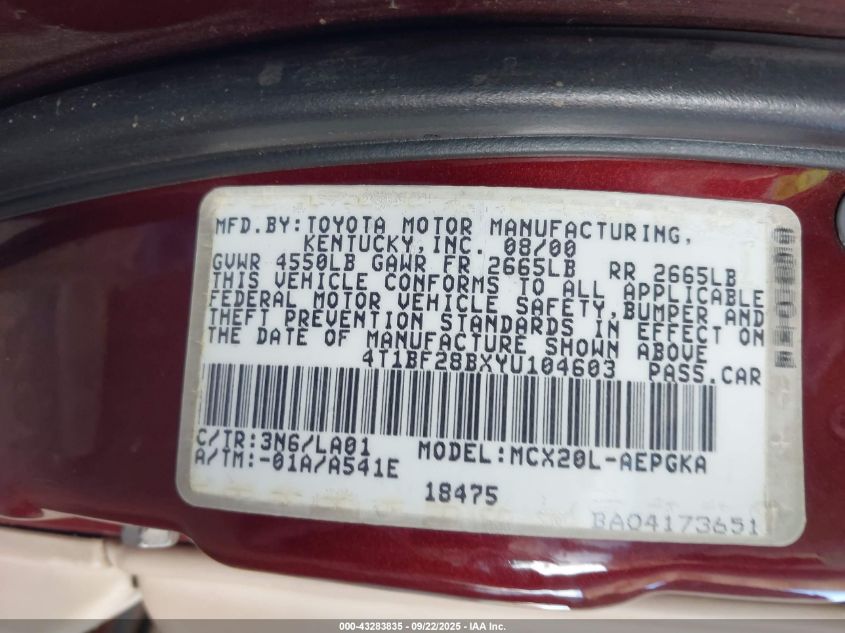 MFD.BY:TOYOTA MOTOR MANUFACTURING,
KENTUCKY,INC. 08/00
GVWR 4550LB GAWR FR 2665LB RR 2665LB
THIS VEHICLE CONFORMS TO ALL APPLICABLE
FEDERAL MOTOR VEHICLE SAFETY,BUMPER AND
THEFT PREVENTION STANDARDS IN EFFECT ON
THE DATE OF MANUFACTURE SHOWN ABOVE
4T1BF28BXYU104603 PASS.CAR
C/TR:3N6/LA01 MODEL:MCX20L-AEPGKA
A/TM:-01A/A541E
18475
BA04173651
000-43283835 - 09/22/2025 - IAA Inc.